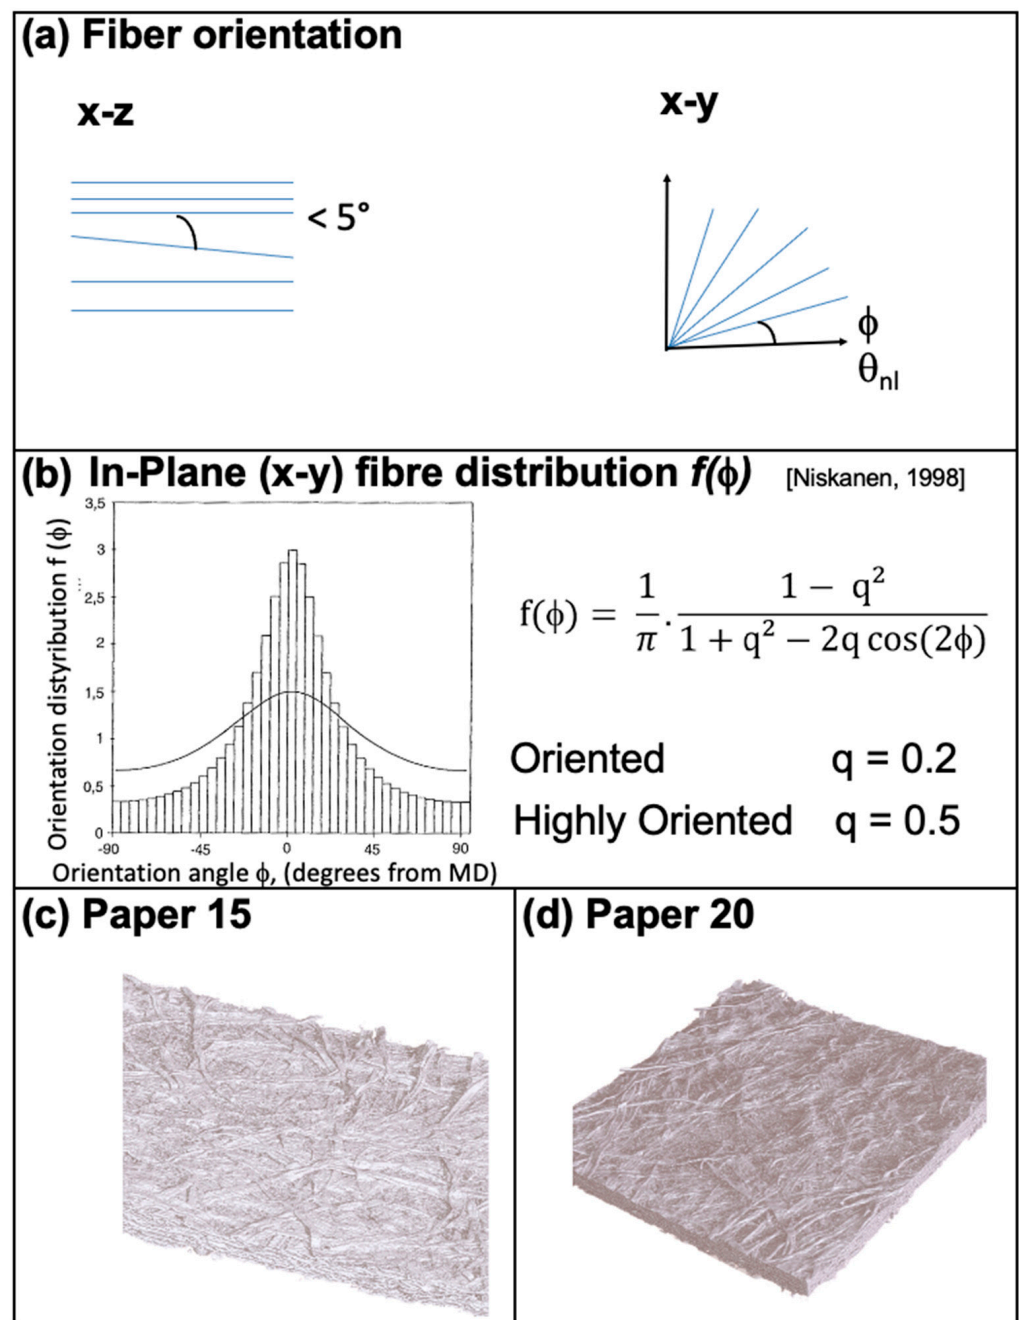 (a) Fiber orientation
x-z
x-y
< 5°
ϕ
θnl
(b) In-Plane (x-y) fibre distribution f(ϕ) [Niskanen, 1998]
Orientation distyribution f (ϕ)
3,5
3
2,5
2
1,5
1
0,5
0
-90 -45 0 45 90
Orientation angle ϕ, (degrees from MD)
f(ϕ) = 1/π . (1 − q²)/(1 + q² − 2q cos(2ϕ))
Oriented q = 0.2
Highly Oriented q = 0.5
(c) Paper 15
(d) Paper 20